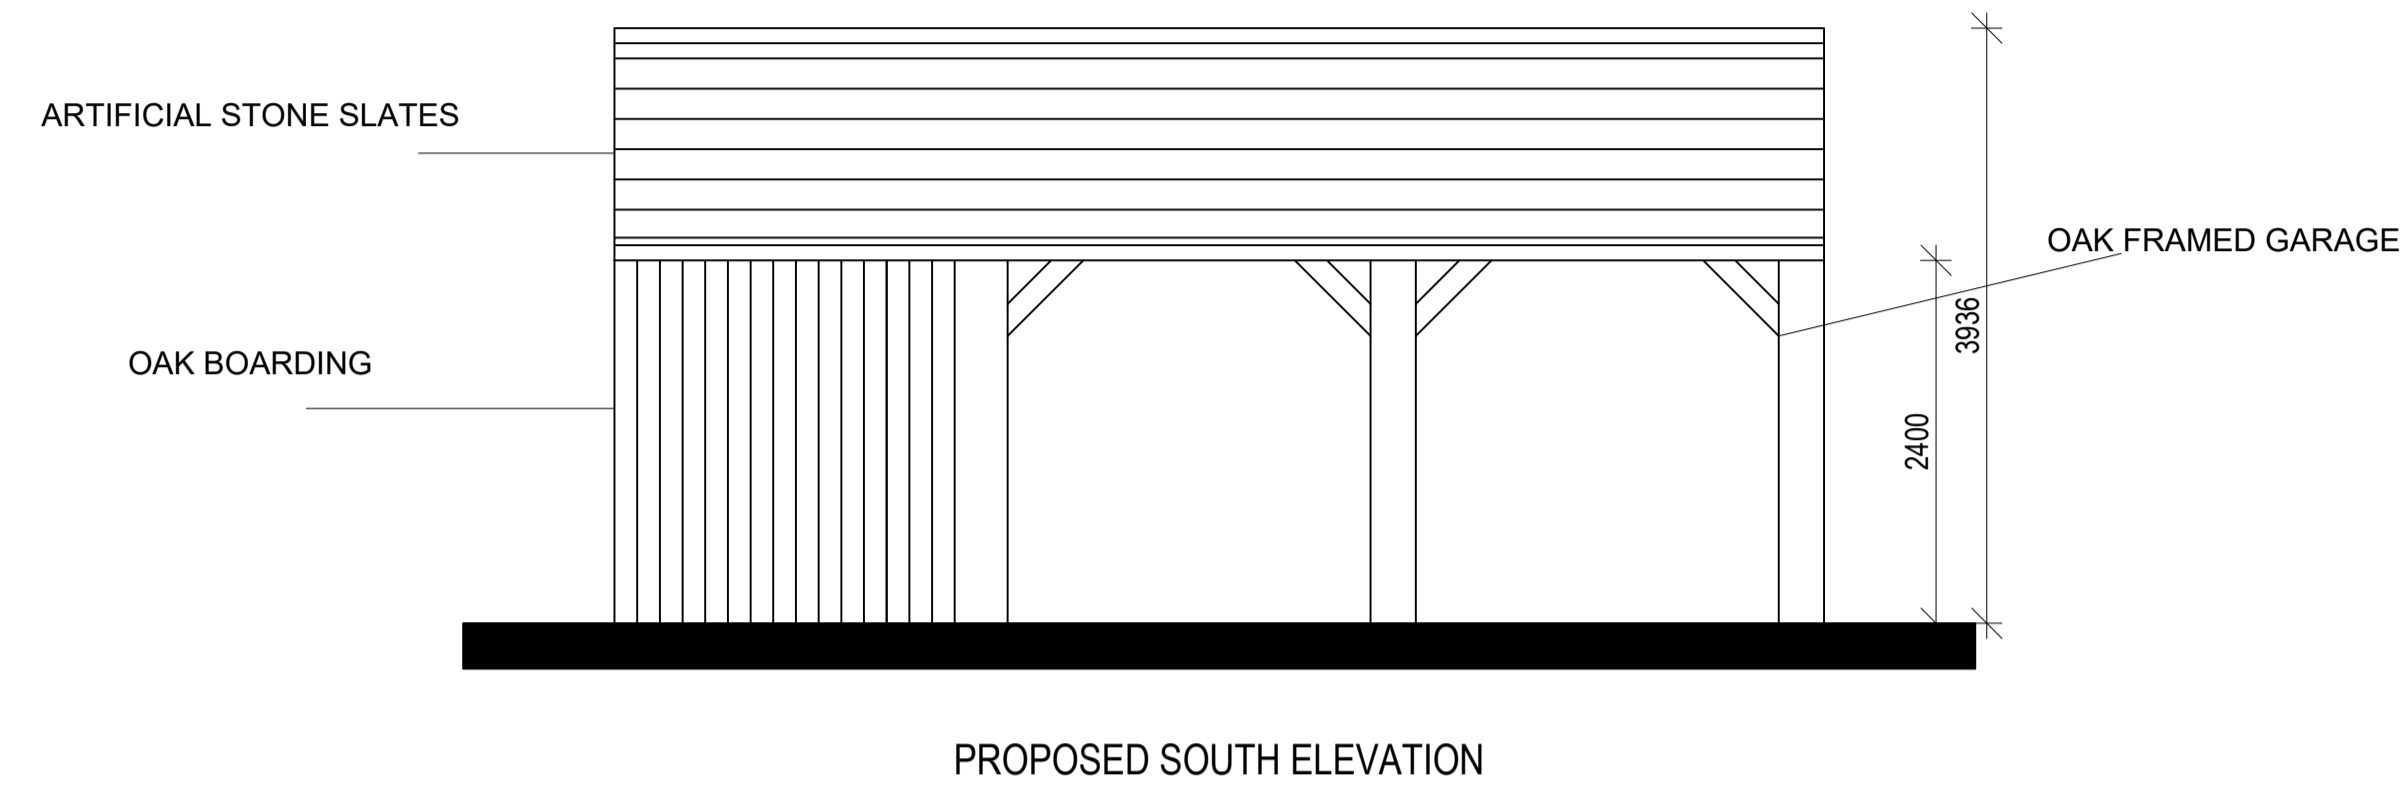 ARTIFICIAL STONE SLATES
OAK FRAMED GARAGE
3936
OAK BOARDING
2400
PROPOSED SOUTH ELEVATION